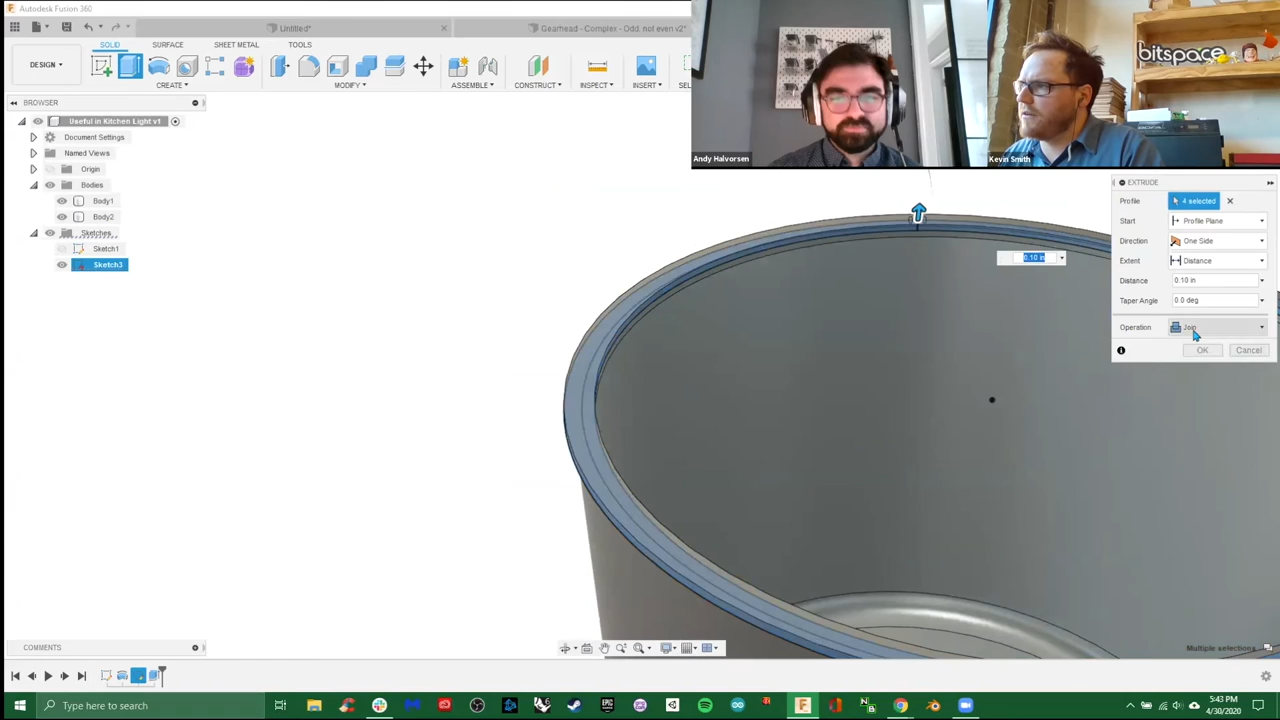 Autodesk Fusion 360
Untitled*
Gearhead - Complex - Odd, not even v2*
DESIGN
SOLID
SURFACE
SHEET METAL
TOOLS
CREATE
MODIFY
ASSEMBLE
CONSTRUCT
INSPECT
INSERT
SEL
bitspace
Andy Halvorsen
Kevin Smith
BROWSER
Useful in Kitchen Light v1
Document Settings
Named Views
Origin
Bodies
Body1
Body2
Sketches
Sketch1
Sketch3
EXTRUDE
Profile
4 selected
Start
Profile Plane
Direction
One Side
Extent
Distance
Distance
0.10 in
Taper Angle
0.0 deg
Operation
Join
OK
Cancel
0.10 in
Multiple selections
COMMENTS
Type here to search
EPIC GAMES
5:43 PM
4/30/2020